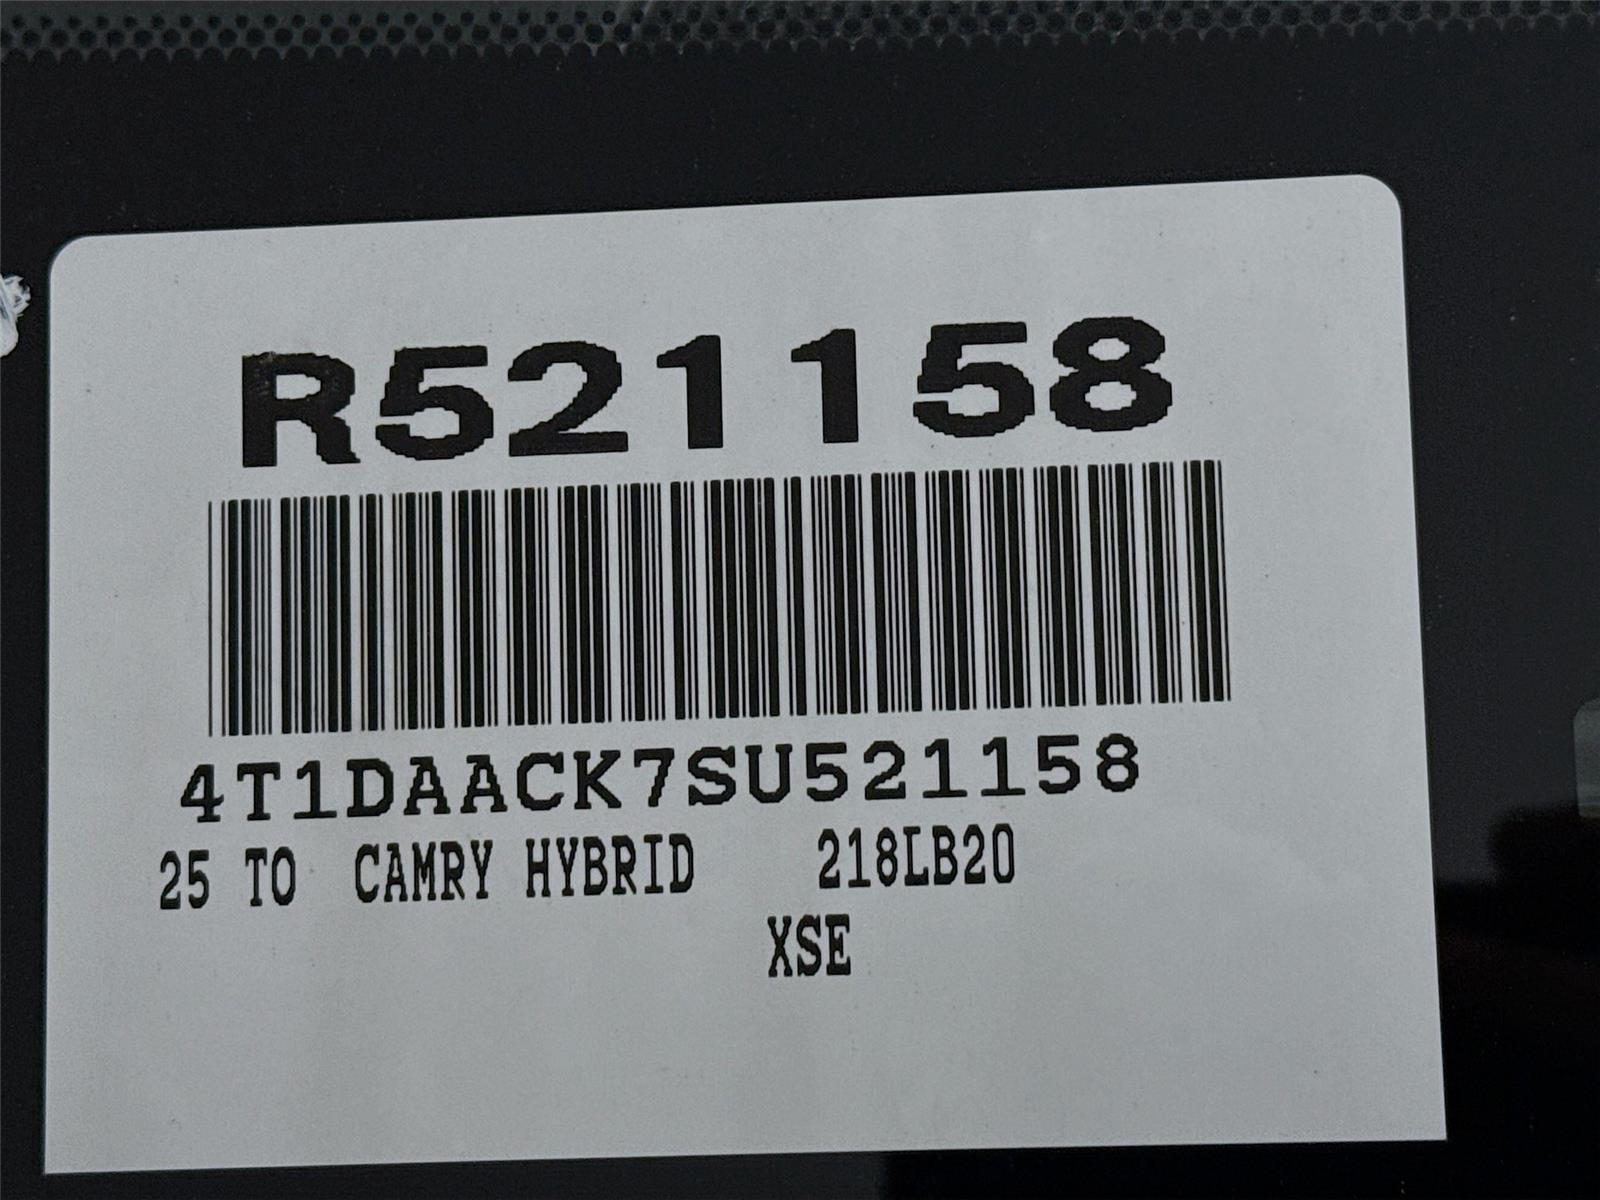 R521158
4T1DAACK7SU521158
25 TO CAMRY HYBRID 218LB20
XSE